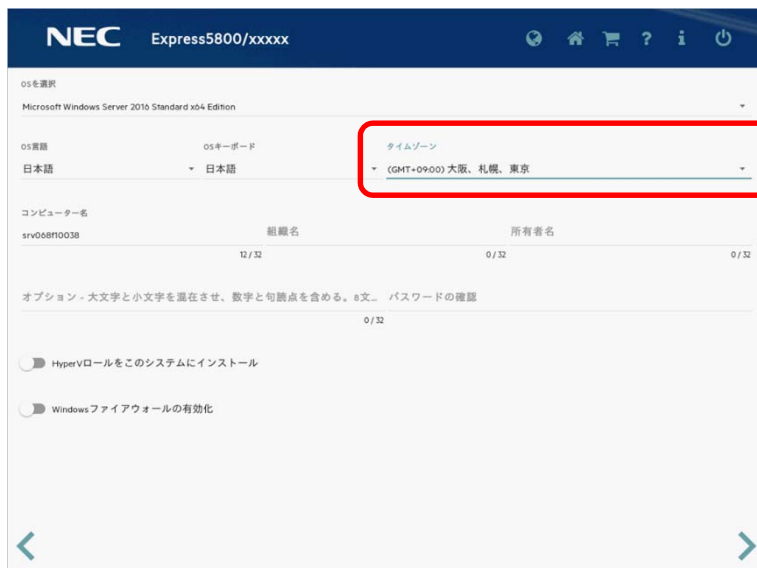 NEC Express5800/xxxxx
OSを選択
Microsoft Windows Server 2016 Standard x64 Edition
OS言語 OSキーボード タイムゾーン
日本語 日本語 (GMT+09:00) 大阪、札幌、東京
コンピューター名
srv068f10038 組織名 所有者名
12 / 32 0 / 32 0 / 32
オプション - 大文字と小文字を混在させ、数字と句読点を含める。8文... パスワードの確認
0 / 32
HyperVロールをこのシステムにインストール
Windowsファイアウォールの有効化